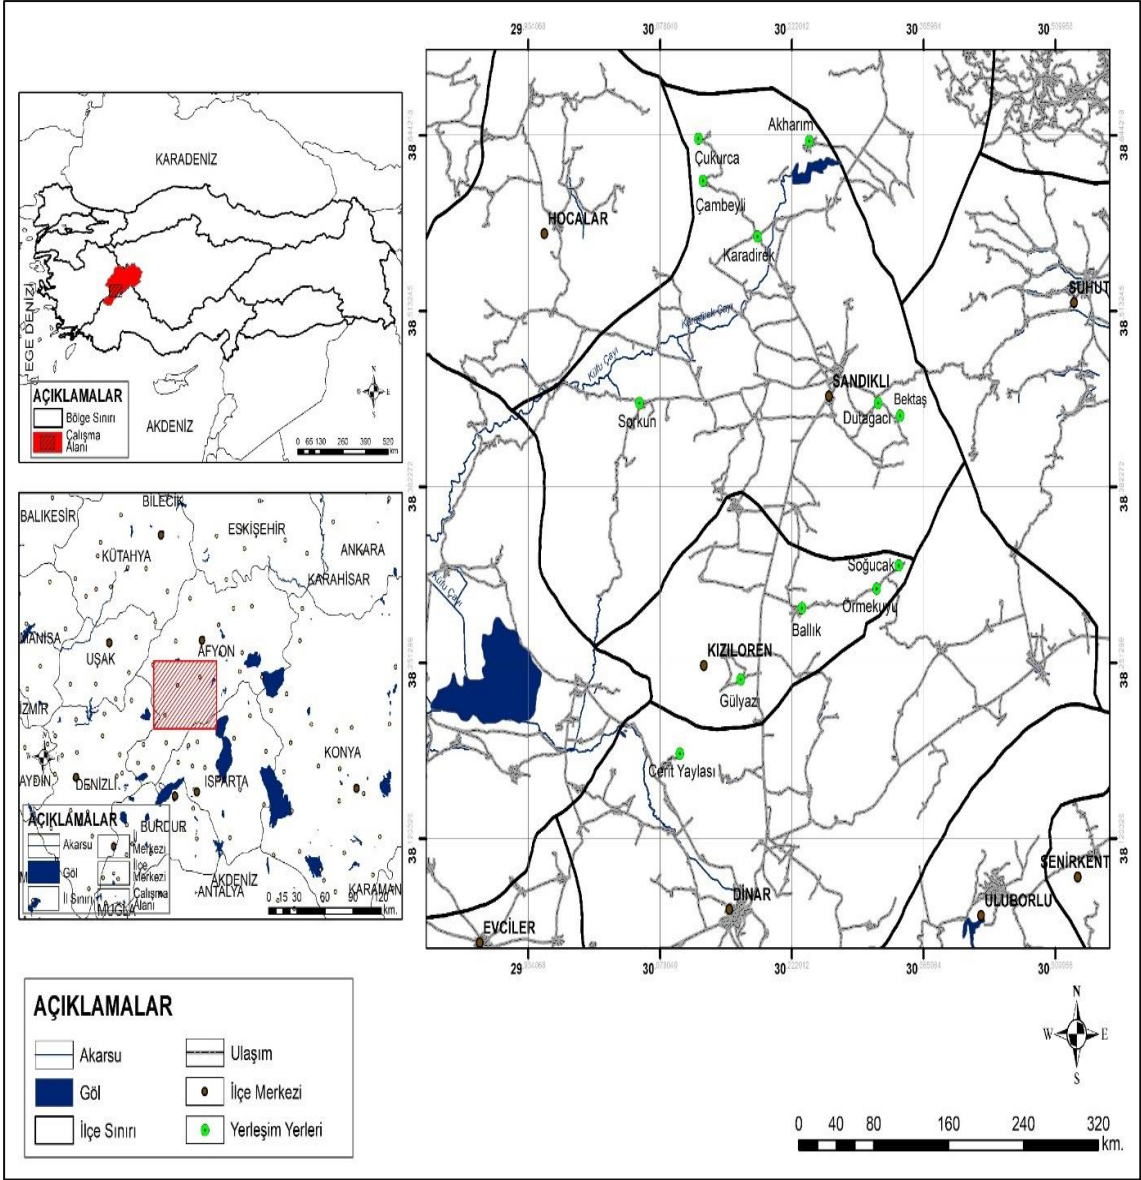 KARADENİZ
EGE DENİZİ
AKDENİZ
AÇIKLAMALAR
Bölge Sınırı
Çalışma
Alanı
0 65 130 260 390 520
km.
BİLECİK
BALIKESİR
ESKİŞEHİR
KÜTAHYA
ANKARA
KARAHİSAR
MANİSA
UŞAK
AFYON
İZMİR
KONYA
AYDIN
DENİZLİ
ISPARTA
BURDUR
AKDENİZ
ANTALYA
KARAMAN
MUĞLA
AÇIKLAMALAR
Akarsu
İl
Merkezi
Göl
İlçe
Merkezi
İl Sınırı
Çalışma
Alanı
0 15 30 60 90 120
km.
29 30 30 30 30
38
38
38
38
38
Akharım
Çukurca
Çambeyli
HOCALAR
Karadirek
ŞUHUT
Karadirek Çayı
Küfü Çayı
SANDIKLI
Sorkun
Dutağacı
Bektaş
Küfü Çayı
Soğucak
Örmekuyu
Ballık
KIZILÖREN
Gülyazı
Cerit Yaylası
SENİRKENT
DİNAR
ULUBORLU
EVCİLER
29 30 30 30 30
AÇIKLAMALAR
Akarsu
Ulaşım
Göl
İlçe Merkezi
İlçe Sınırı
Yerleşim Yerleri
N
W E
S
0 40 80 160 240 320
km.